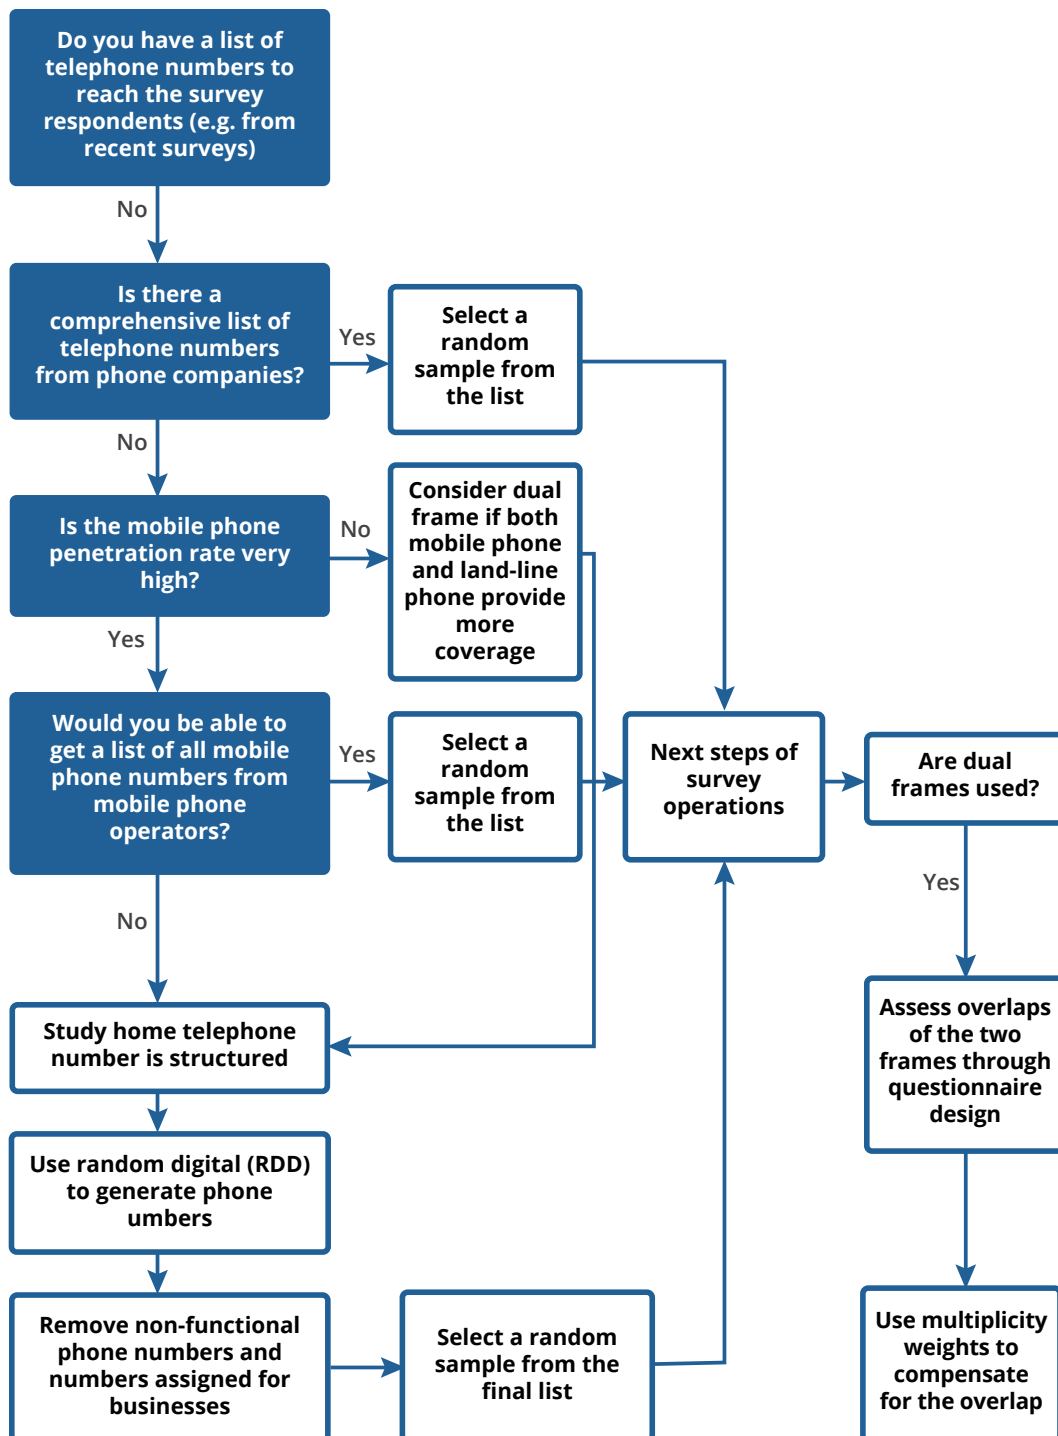 Do you have a list of
telephone numbers to
reach the survey
respondents (e.g. from
recent surveys)
No
Is there a
comprehensive list of
telephone numbers
from phone companies?
Yes
Select a
random
sample from
the list
No
Is the mobile phone
penetration rate very
high?
No
Consider dual
frame if both
mobile phone
and land-line
phone provide
more
coverage
Yes
Would you be able to
get a list of all mobile
phone numbers from
mobile phone
operators?
Yes
Select a
random
sample from
the list
Next steps of
survey
operations
Are dual
frames used?
No
Yes
Study home telephone
number is structured
Assess overlaps
of the two
frames through
questionnaire
design
Use random digital (RDD)
to generate phone
umbers
Remove non-functional
phone numbers and
numbers assigned for
businesses
Select a random
sample from the
final list
Use multiplicity
weights to
compensate
for the overlap